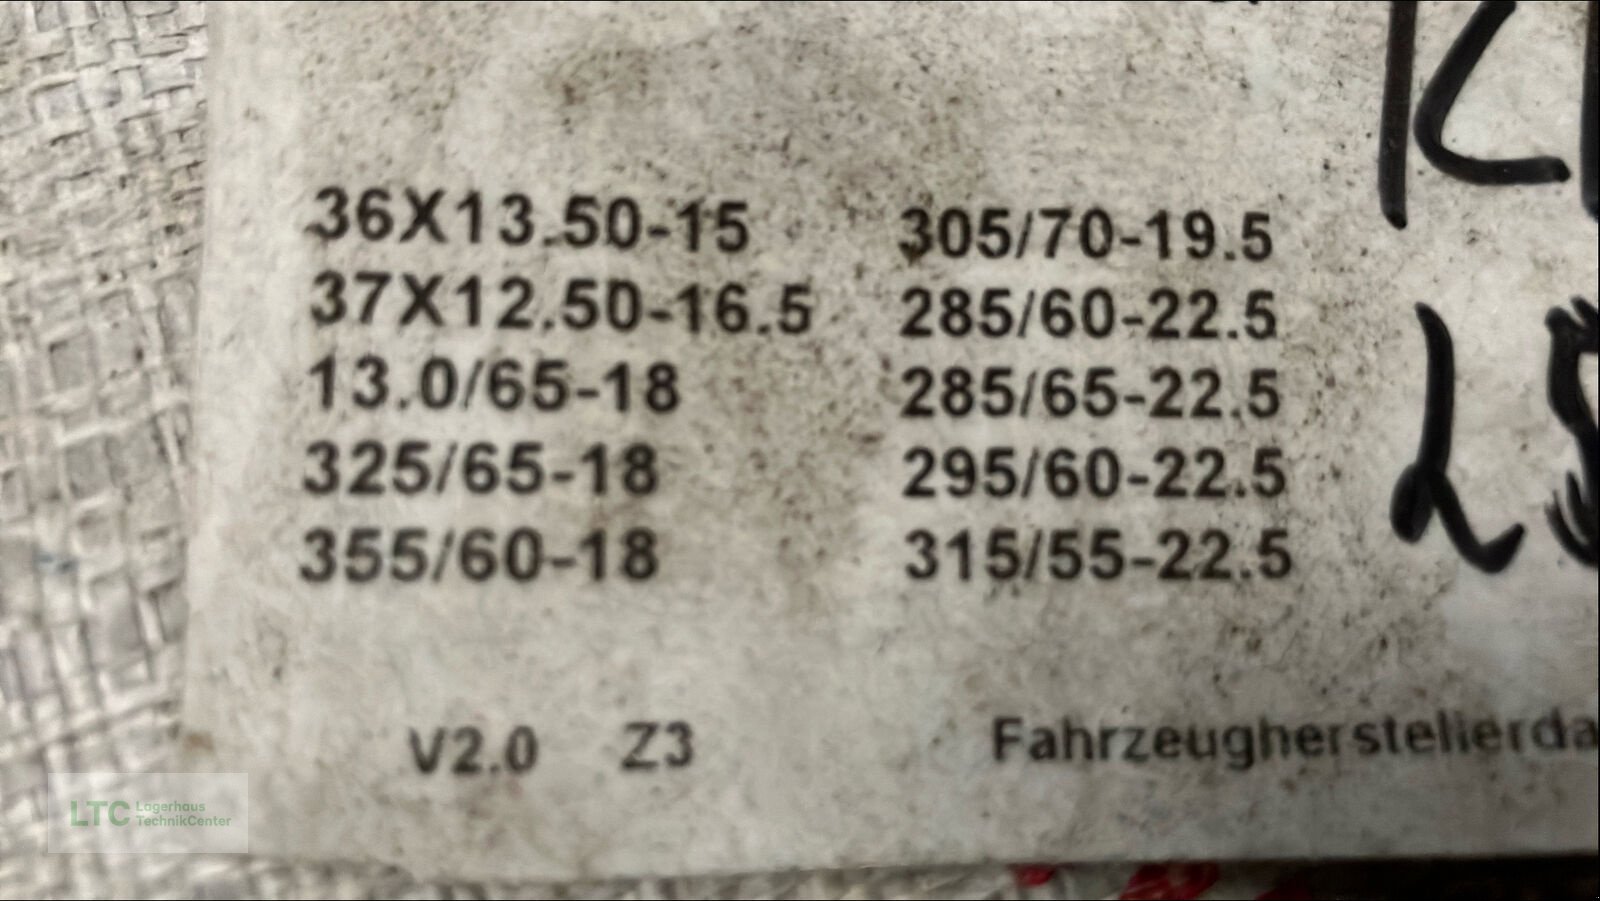 36X13.50-15
37X12.50-16.5
13.0/65-18
325/65-18
355/60-18
305/70-19.5
285/60-22.5
285/65-22.5
295/60-22.5
315/55-22.5
V2.0 Z3
Fahrzeugherstellerda
LTC Lagerhaus
TechnikCenter